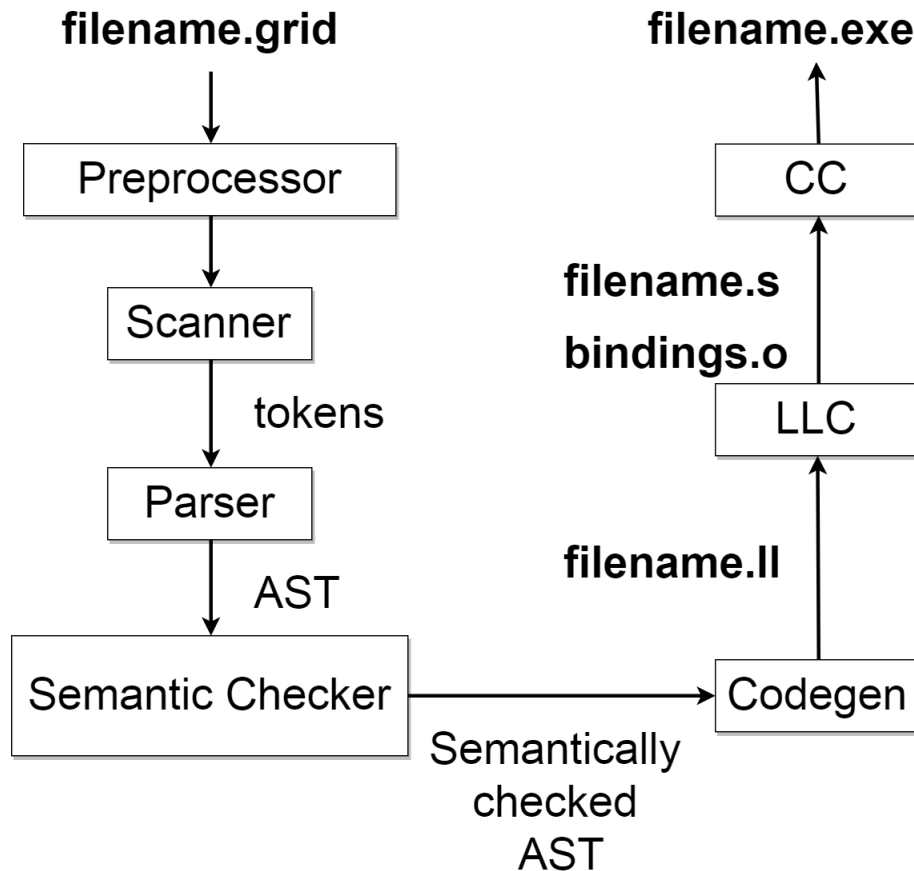 filename.grid
Preprocessor
Scanner
tokens
Parser
AST
Semantic Checker
Semantically
checked
AST
Codegen
filename.ll
LLC
filename.s
bindings.o
CC
filename.exe